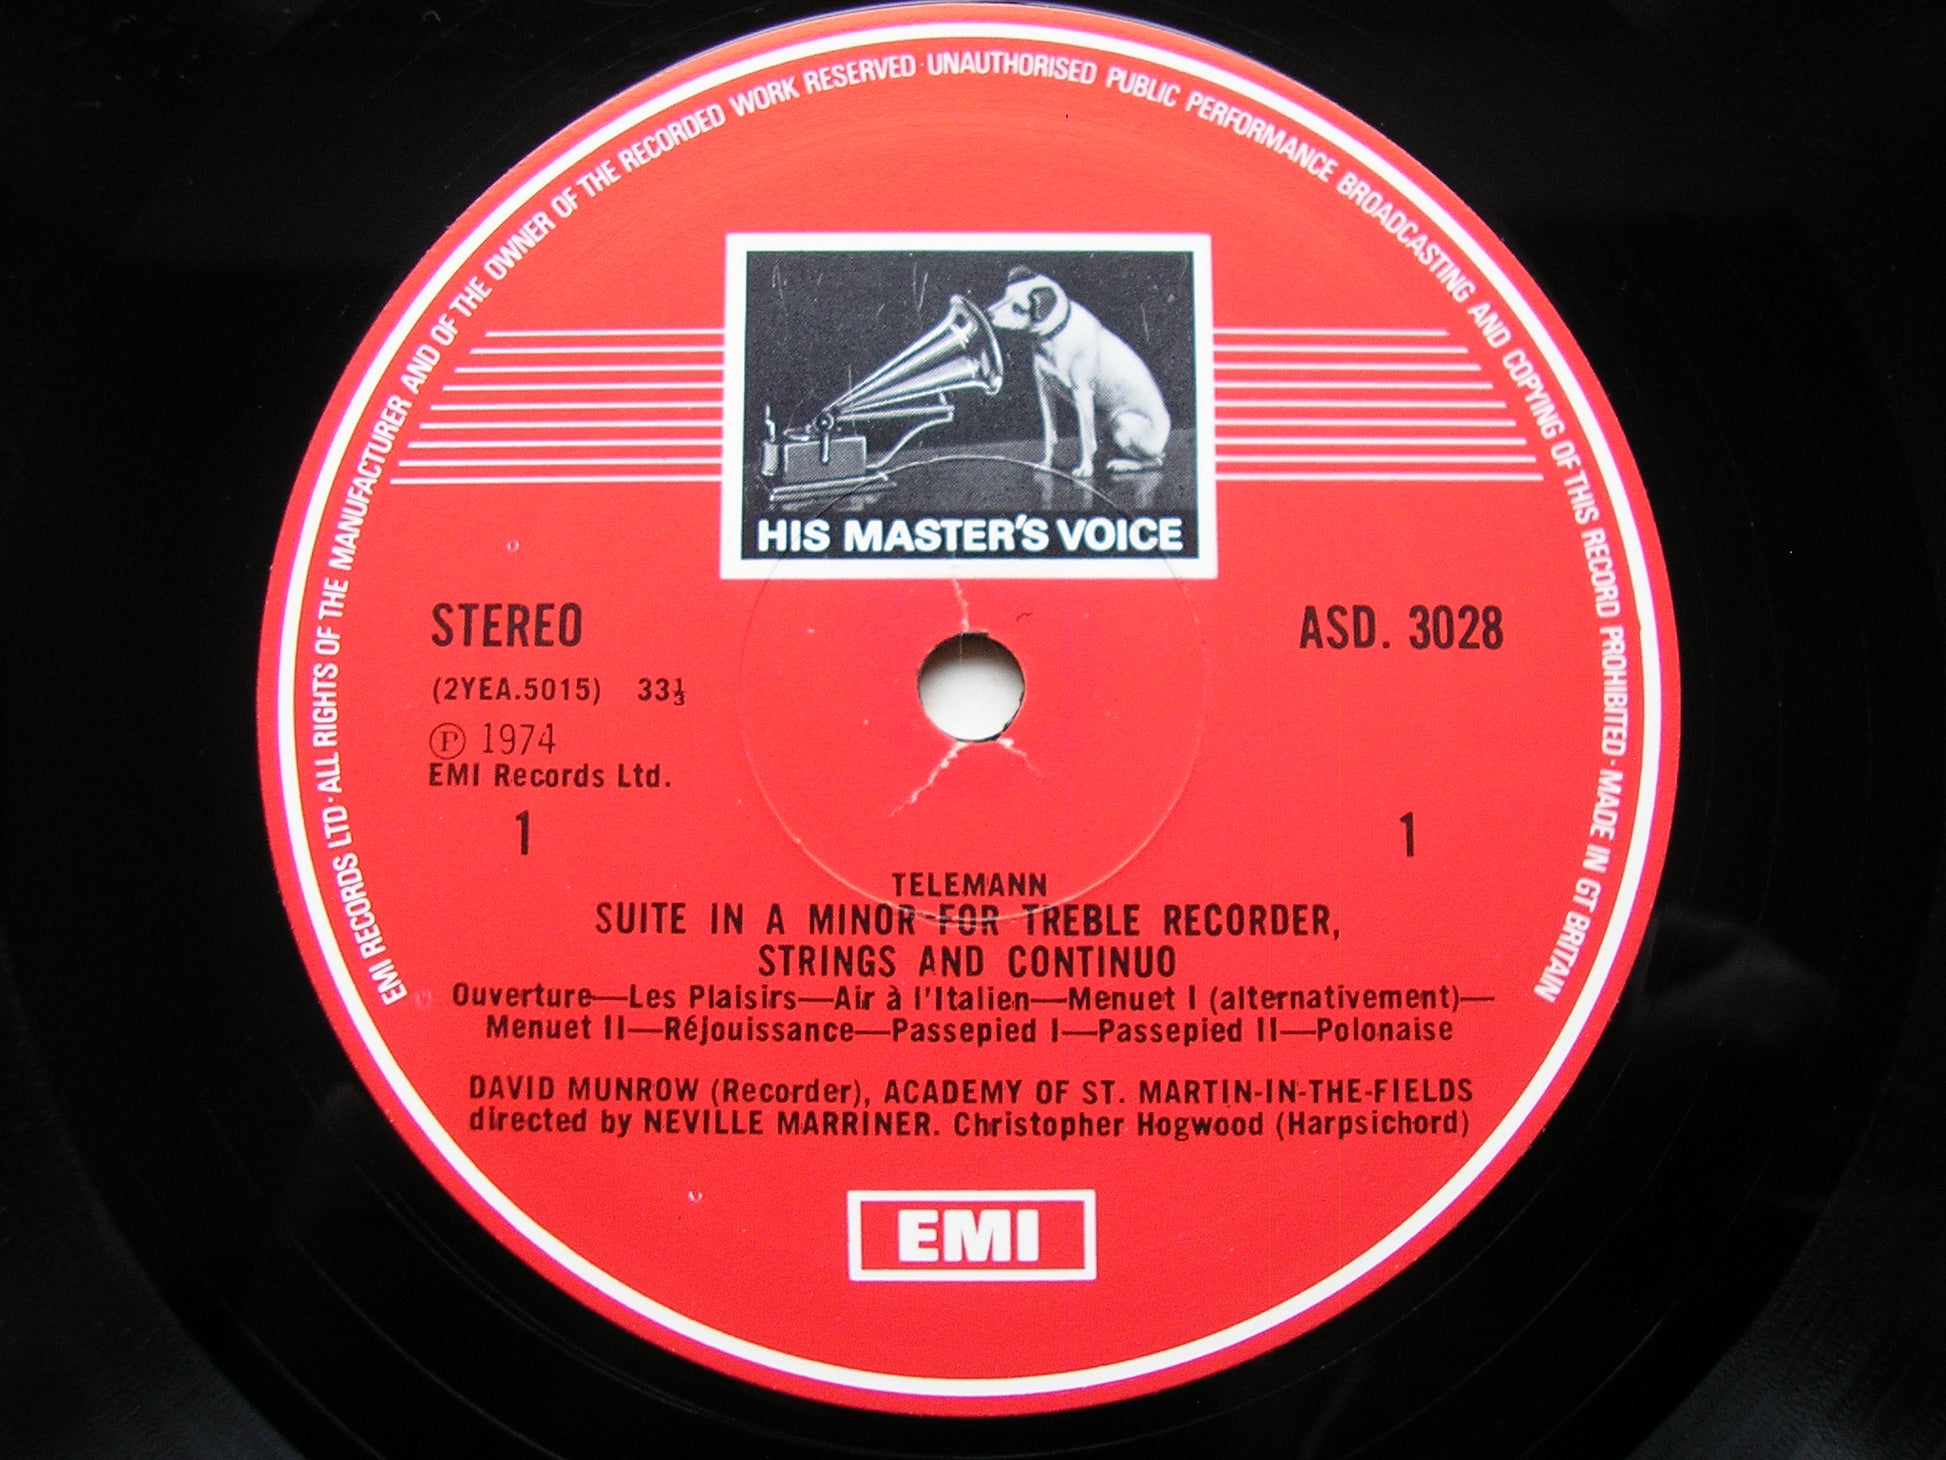 EMI RECORDS LTD · ALL RIGHTS OF THE MANUFACTURER AND OF THE OWNER OF THE RECORDED WORK RESERVED · UNAUTHORISED PUBLIC PERFORMANCE BROADCASTING AND COPYING OF THIS RECORD PROHIBITED · MADE IN GT BRITAIN
HIS MASTER'S VOICE
STEREO
ASD. 3028
(2YEA.5015) 33⅓
Ⓟ 1974
EMI Records Ltd.
1
1
TELEMANN
SUITE IN A MINOR FOR TREBLE RECORDER,
STRINGS AND CONTINUO
Ouverture—Les Plaisirs—Air à l'Italien—Menuet I (alternativement)—
Menuet II—Réjouissance—Passepied I—Passepied II—Polonaise
DAVID MUNROW (Recorder), ACADEMY OF ST. MARTIN-IN-THE-FIELDS
directed by NEVILLE MARRINER. Christopher Hogwood (Harpsichord)
EMI